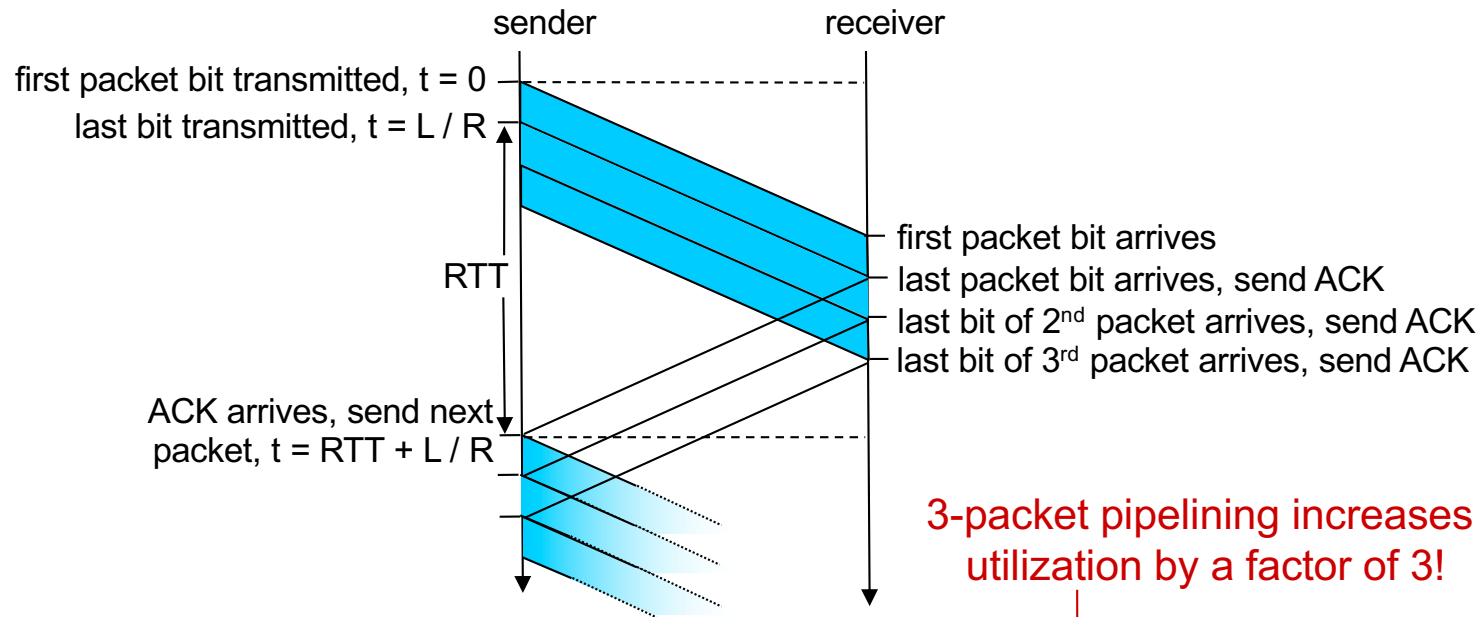 sender
receiver
first packet bit transmitted, t = 0
last bit transmitted, t = L / R
first packet bit arrives
RTT
last packet bit arrives, send ACK
last bit of 2nd packet arrives, send ACK
last bit of 3rd packet arrives, send ACK
ACK arrives, send next
packet, t = RTT + L / R
3-packet pipelining increases
utilization by a factor of 3!